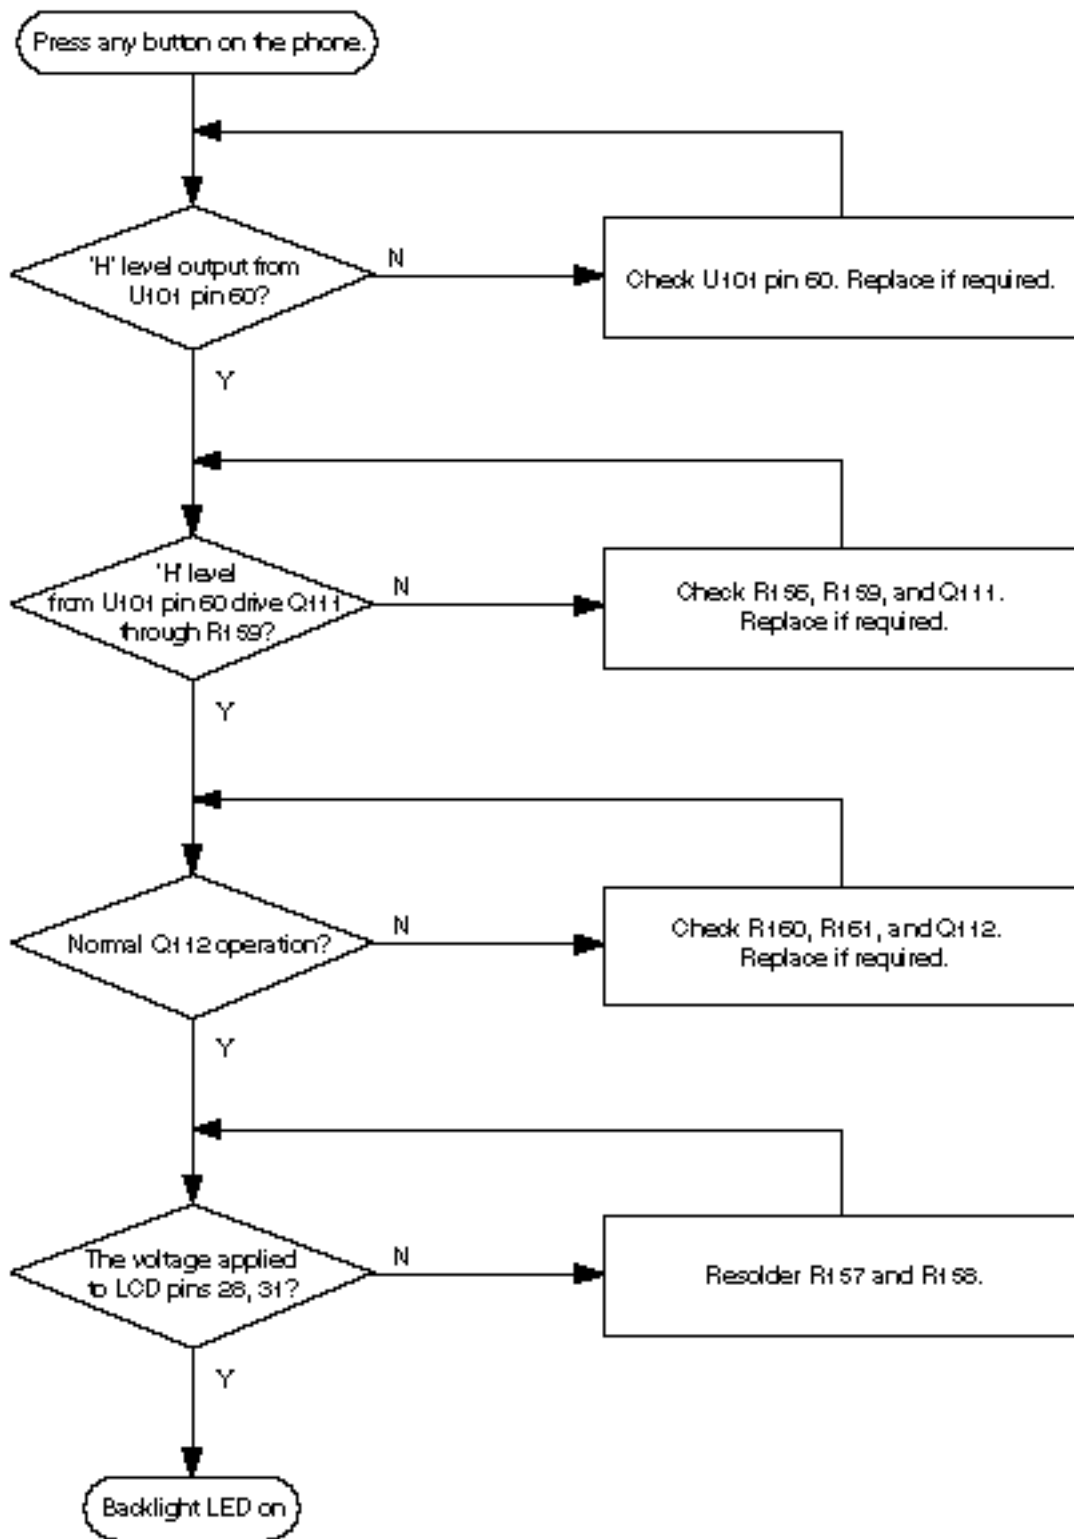 Press any button on the phone.
'H' level output from
U101 pin 60?
N
Check U101 pin 60. Replace if required.
Y
'H' level
from U101 pin 60 drive Q111
through R159?
N
Check R156, R159, and Q111.
Replace if required.
Y
Normal Q112 operation?
N
Check R160, R161, and Q112.
Replace if required.
Y
The voltage applied
to LCD pins 28, 31?
N
Resolder R157 and R158.
Y
Backlight LED on